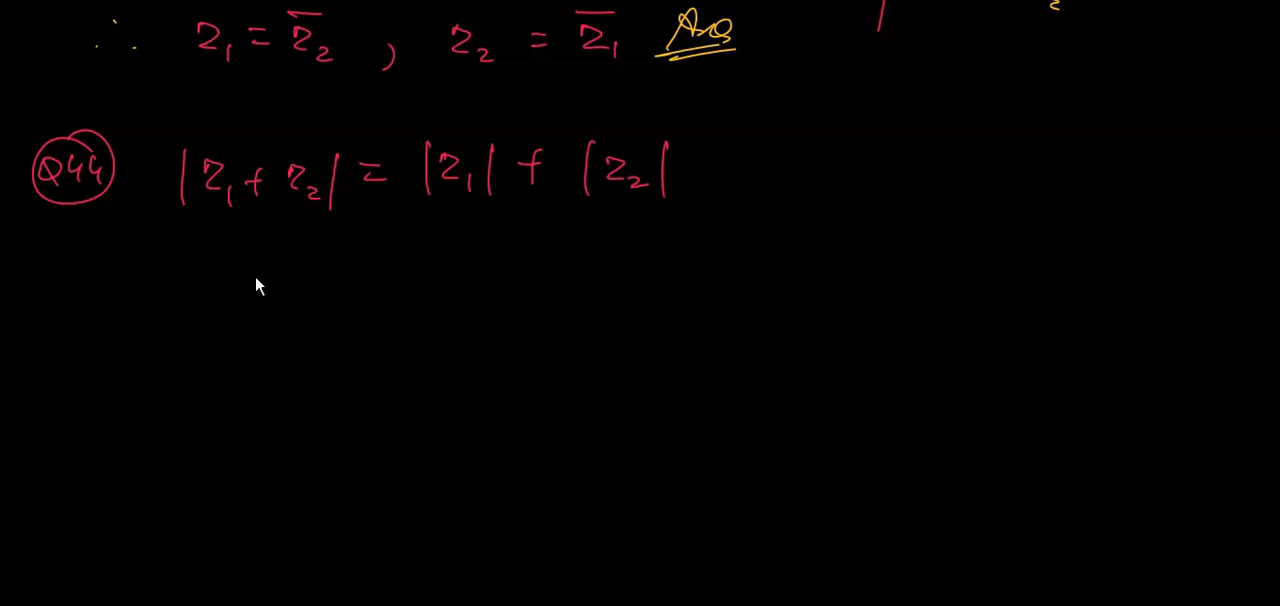 ∴ z₁ = z̅₂ , z₂ = z̅₁ Ans
Q44 |z₁ + z₂| = |z₁| + |z₂|